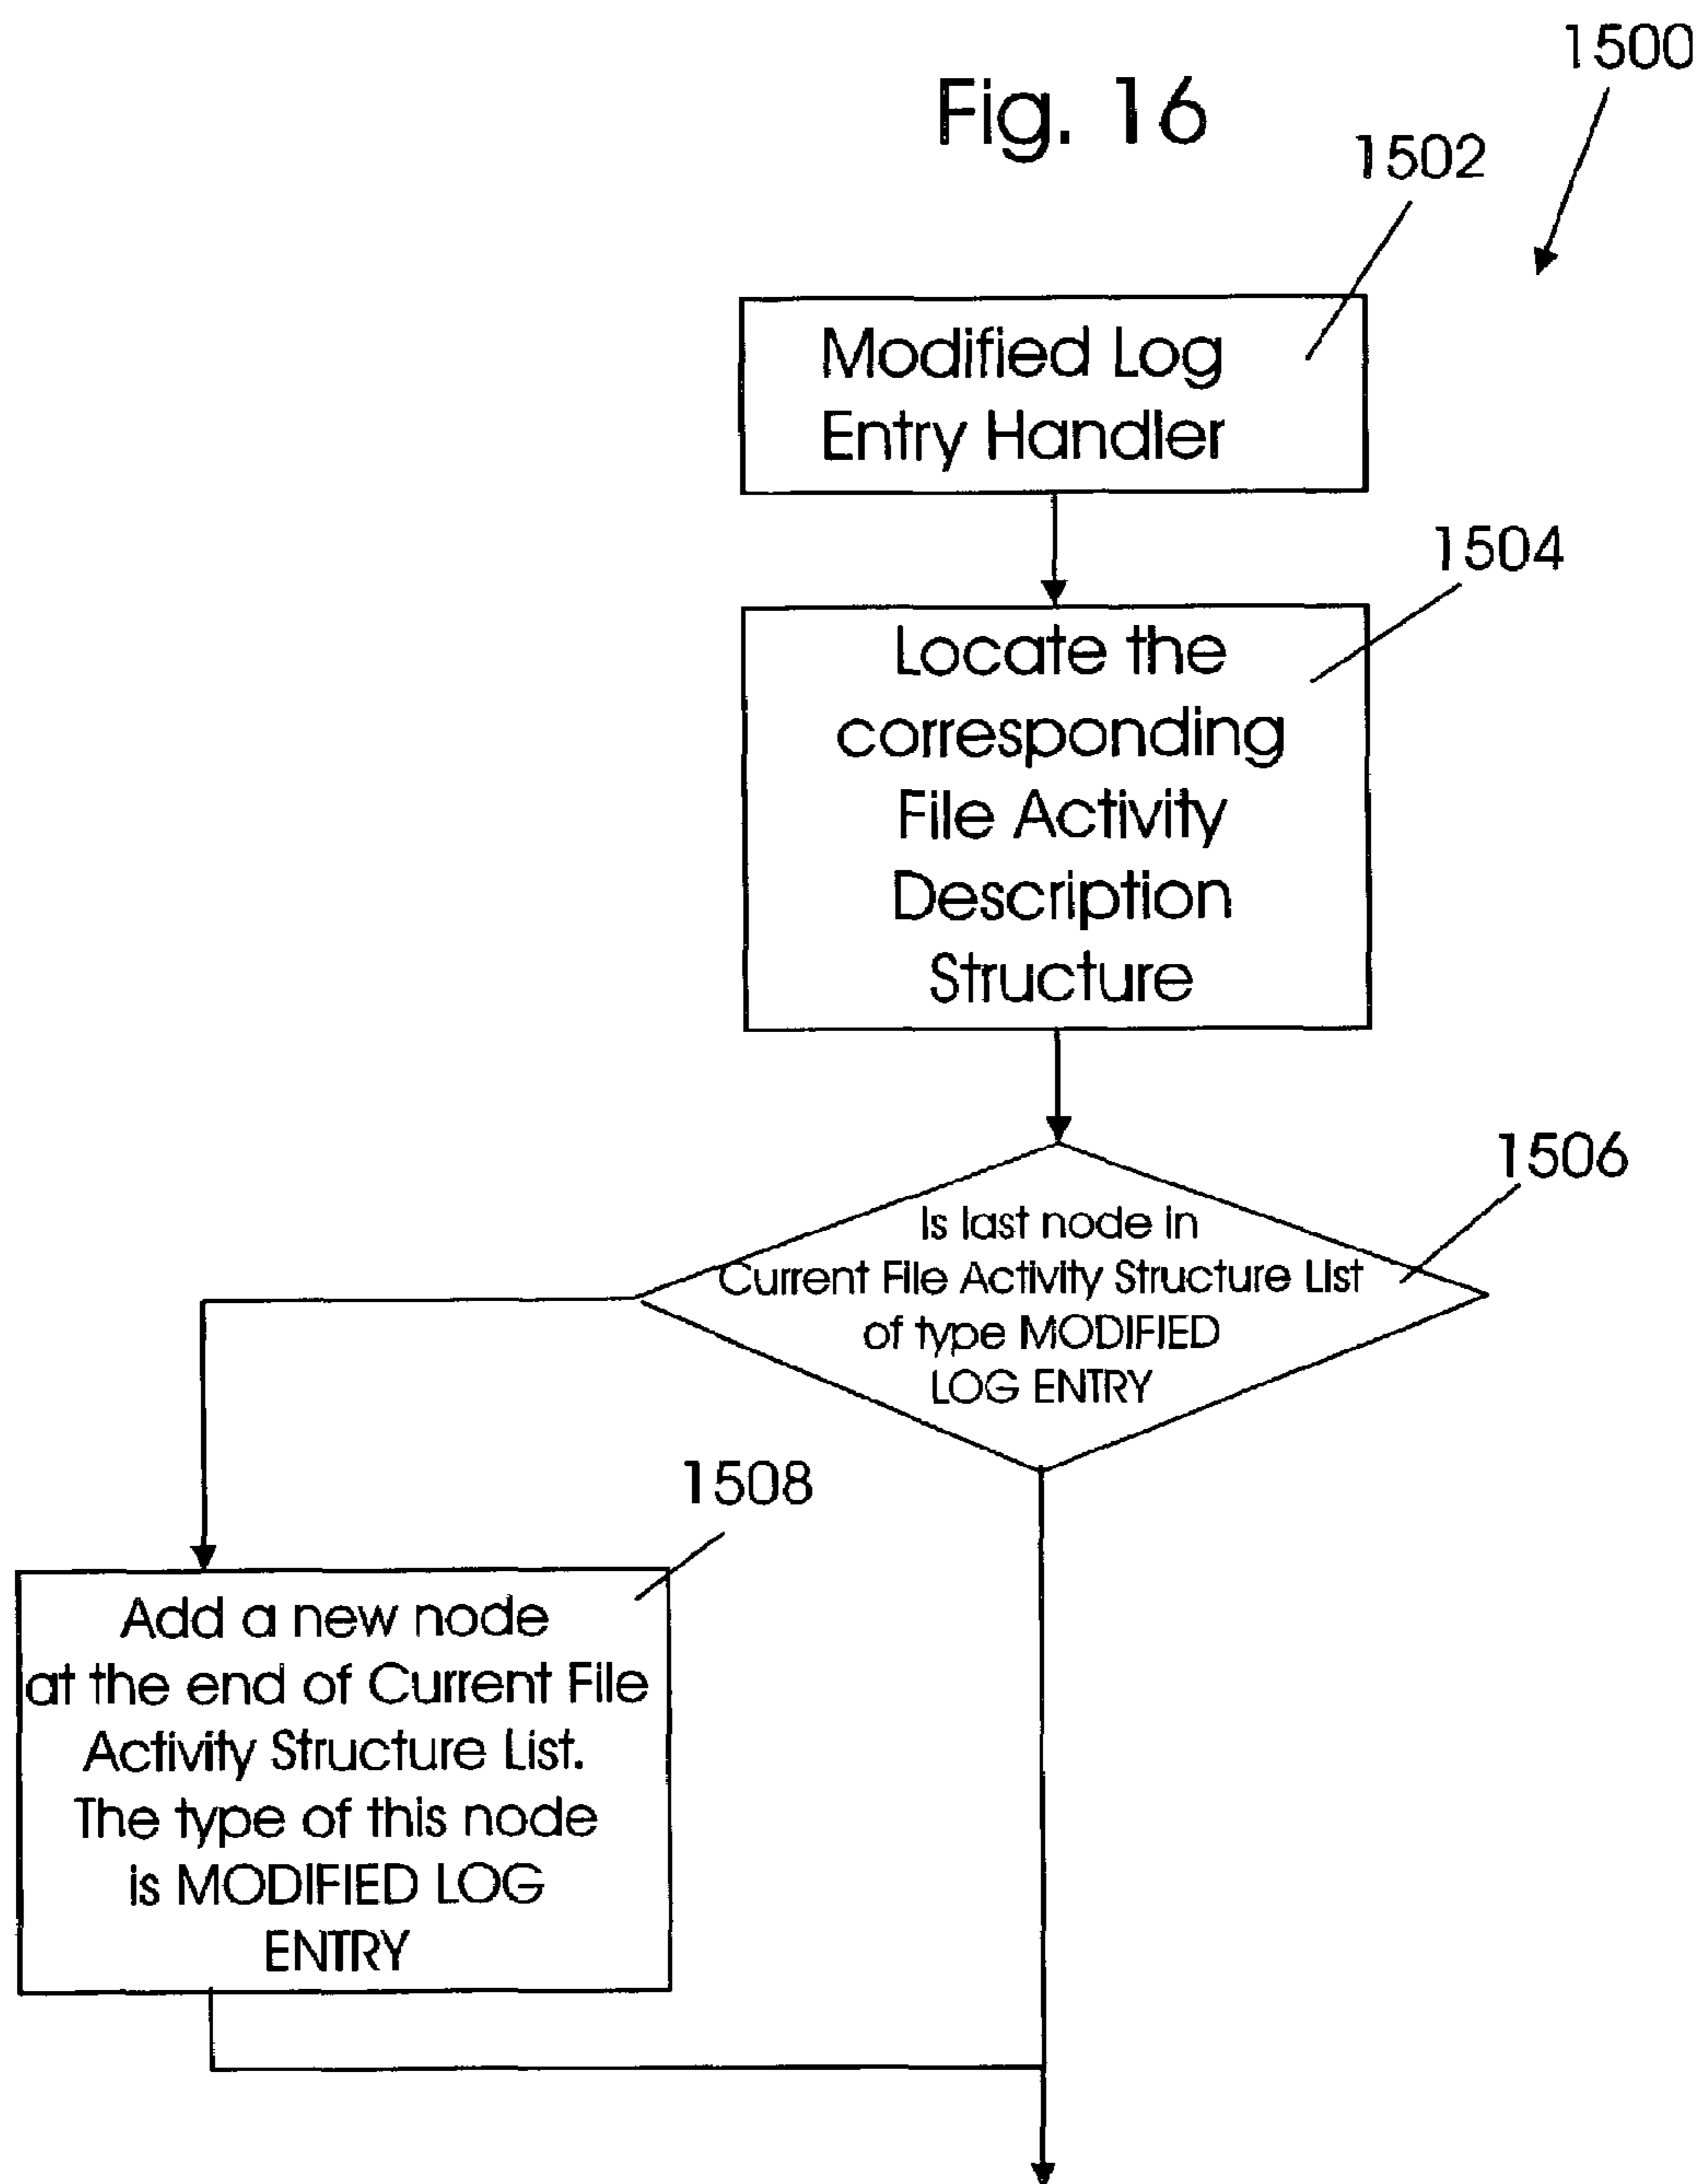 1500
Fig. 16
1502
Modified Log
Entry Handler
1504
Locate the
corresponding
File Activity
Description
Structure
1506
Is last node in
Current File Activity Structure List
of type MODIFIED
LOG ENTRY
1508
Add a new node
at the end of Current File
Activity Structure List.
The type of this node
is MODIFIED LOG
ENTRY